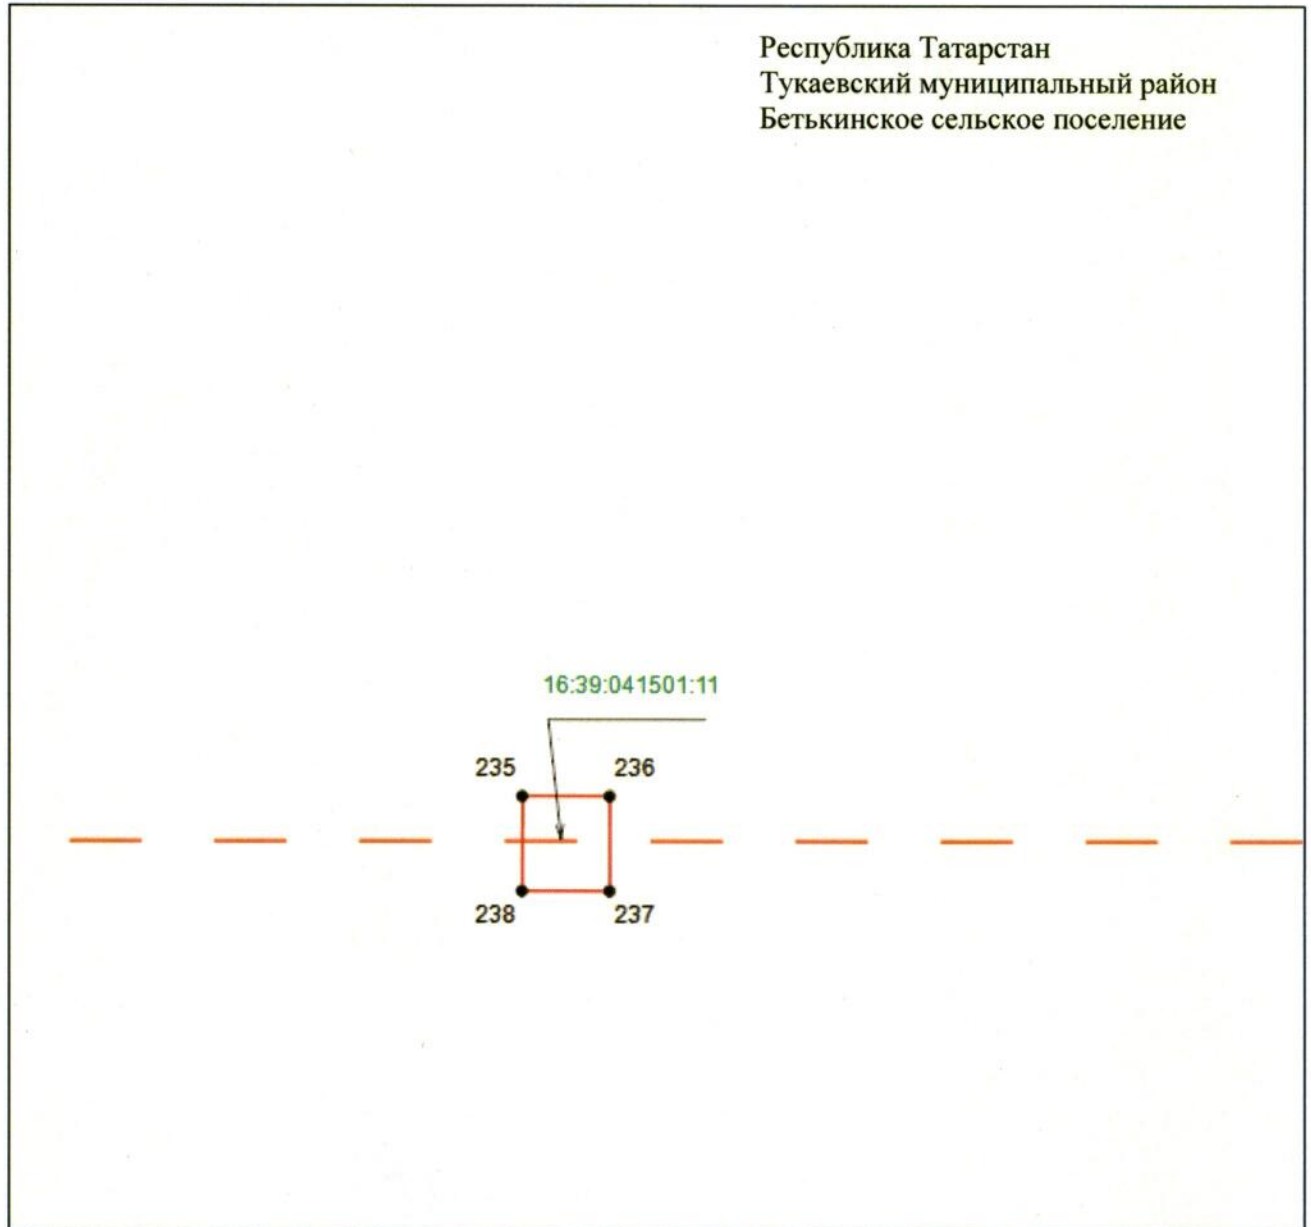 Республика Татарстан
Тукаевский муниципальный район
Бетькинское сельское поселение
16:39:041501:11
235 236
238 237